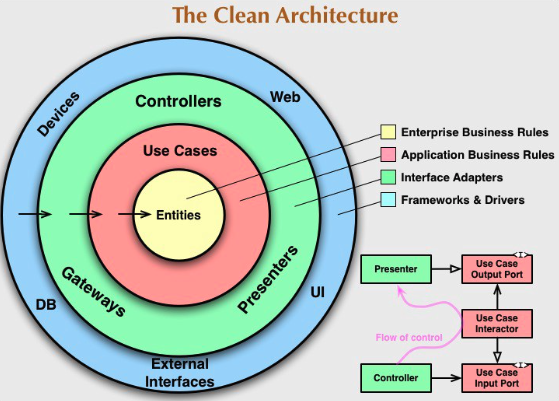 The Clean Architecture
Devices
Web
Controllers
Use Cases
Entities
Gateways
Presenters
DB
UI
External
Interfaces
Enterprise Business Rules
Application Business Rules
Interface Adapters
Frameworks & Drivers
Presenter
Use Case
Output Port
Flow of control
Use Case
Interactor
Controller
Use Case
Input Port
<I>
<I>